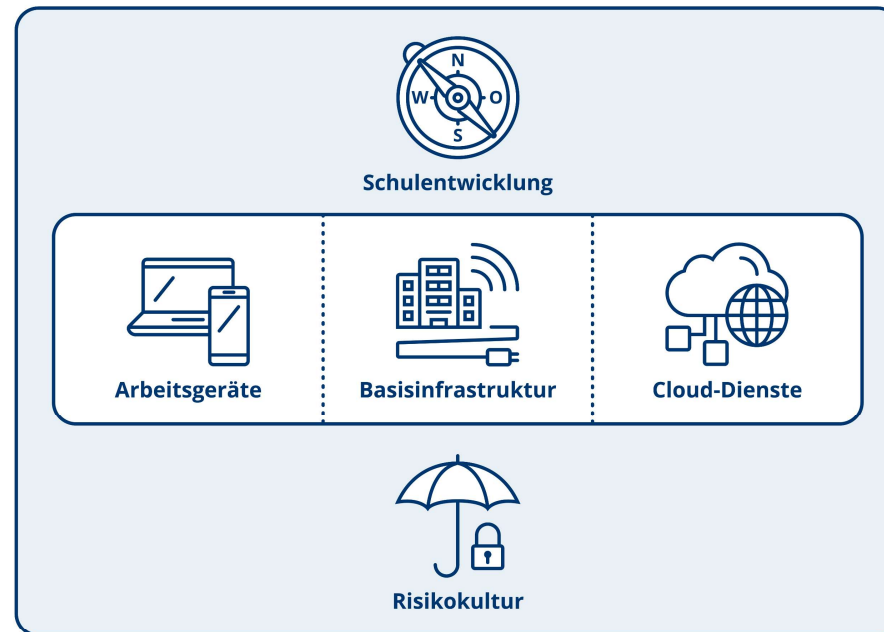 N
W O
S
Schulentwicklung
Arbeitsgeräte
Basisinfrastruktur
Cloud-Dienste
Risikokultur